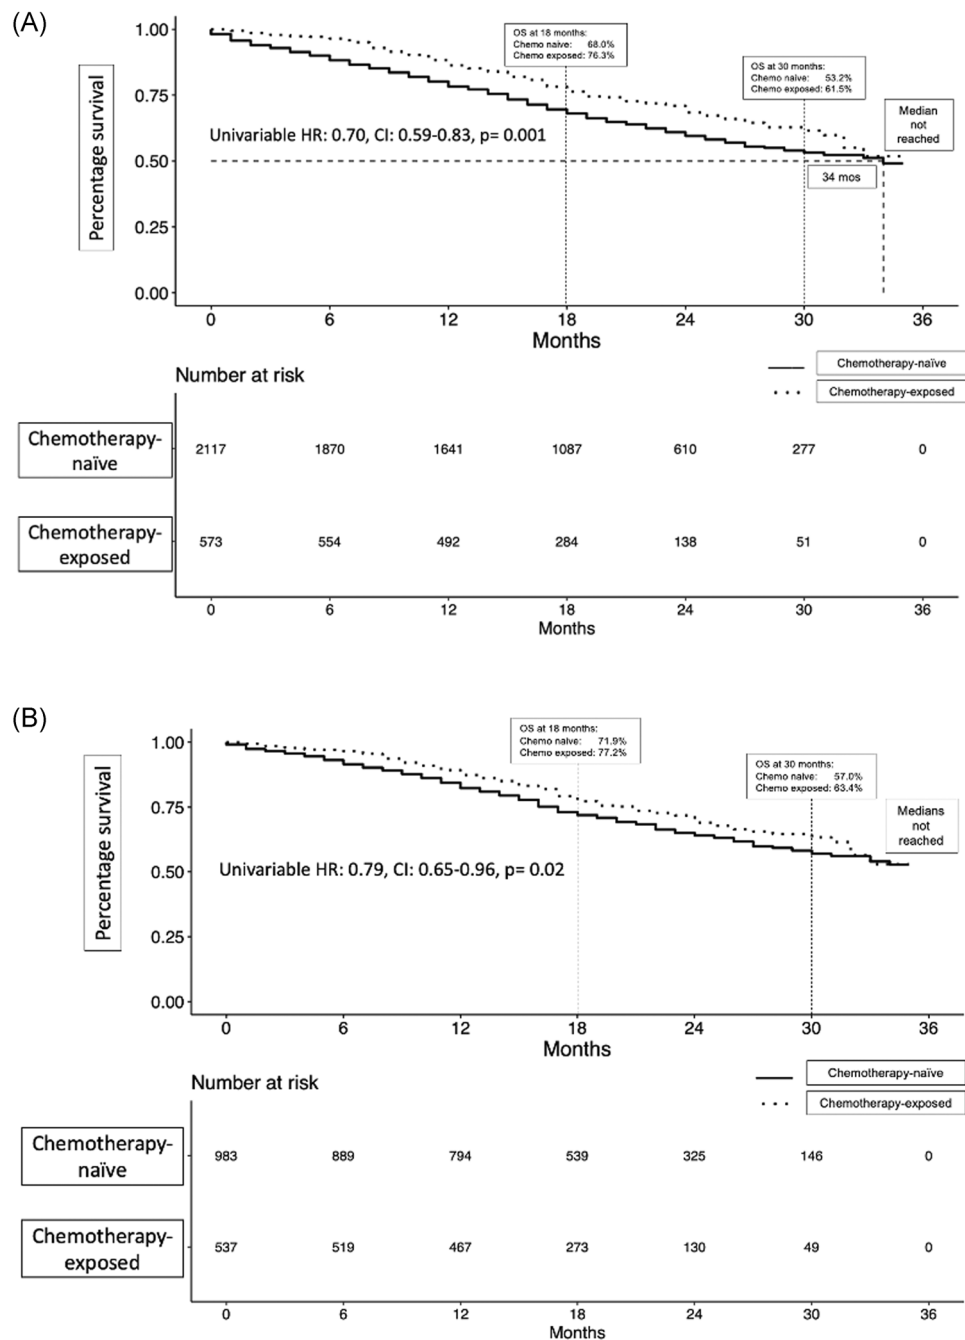 (A)
Percentage survival
1.00
0.75
0.50
0.25
0.00
OS at 18 months:
Chemo naive: 68.0%
Chemo exposed: 76.3%
OS at 30 months:
Chemo naive: 53.2%
Chemo exposed: 61.5%
Median
not
reached
Univariable HR: 0.70, CI: 0.59-0.83, p= 0.001
34 mos
0 6 12 18 24 30 36
Months
Chemotherapy-naïve
Chemotherapy-exposed
Number at risk
Chemotherapy-
naïve
2117 1870 1641 1087 610 277 0
Chemotherapy-
exposed
573 554 492 284 138 51 0
0 6 12 18 24 30 36
Months
(B)
Percentage survival
1.00
0.75
0.50
0.25
0.00
OS at 18 months:
Chemo naive: 71.9%
Chemo exposed: 77.2%
OS at 30 months:
Chemo naive: 57.0%
Chemo exposed: 63.4%
Medians
not
reached
Univariable HR: 0.79, CI: 0.65-0.96, p= 0.02
0 6 12 18 24 30 36
Months
Chemotherapy-naïve
Chemotherapy-exposed
Number at risk
Chemotherapy-
naïve
983 889 794 539 325 146 0
Chemotherapy-
exposed
537 519 467 273 130 49 0
0 6 12 18 24 30 36
Months